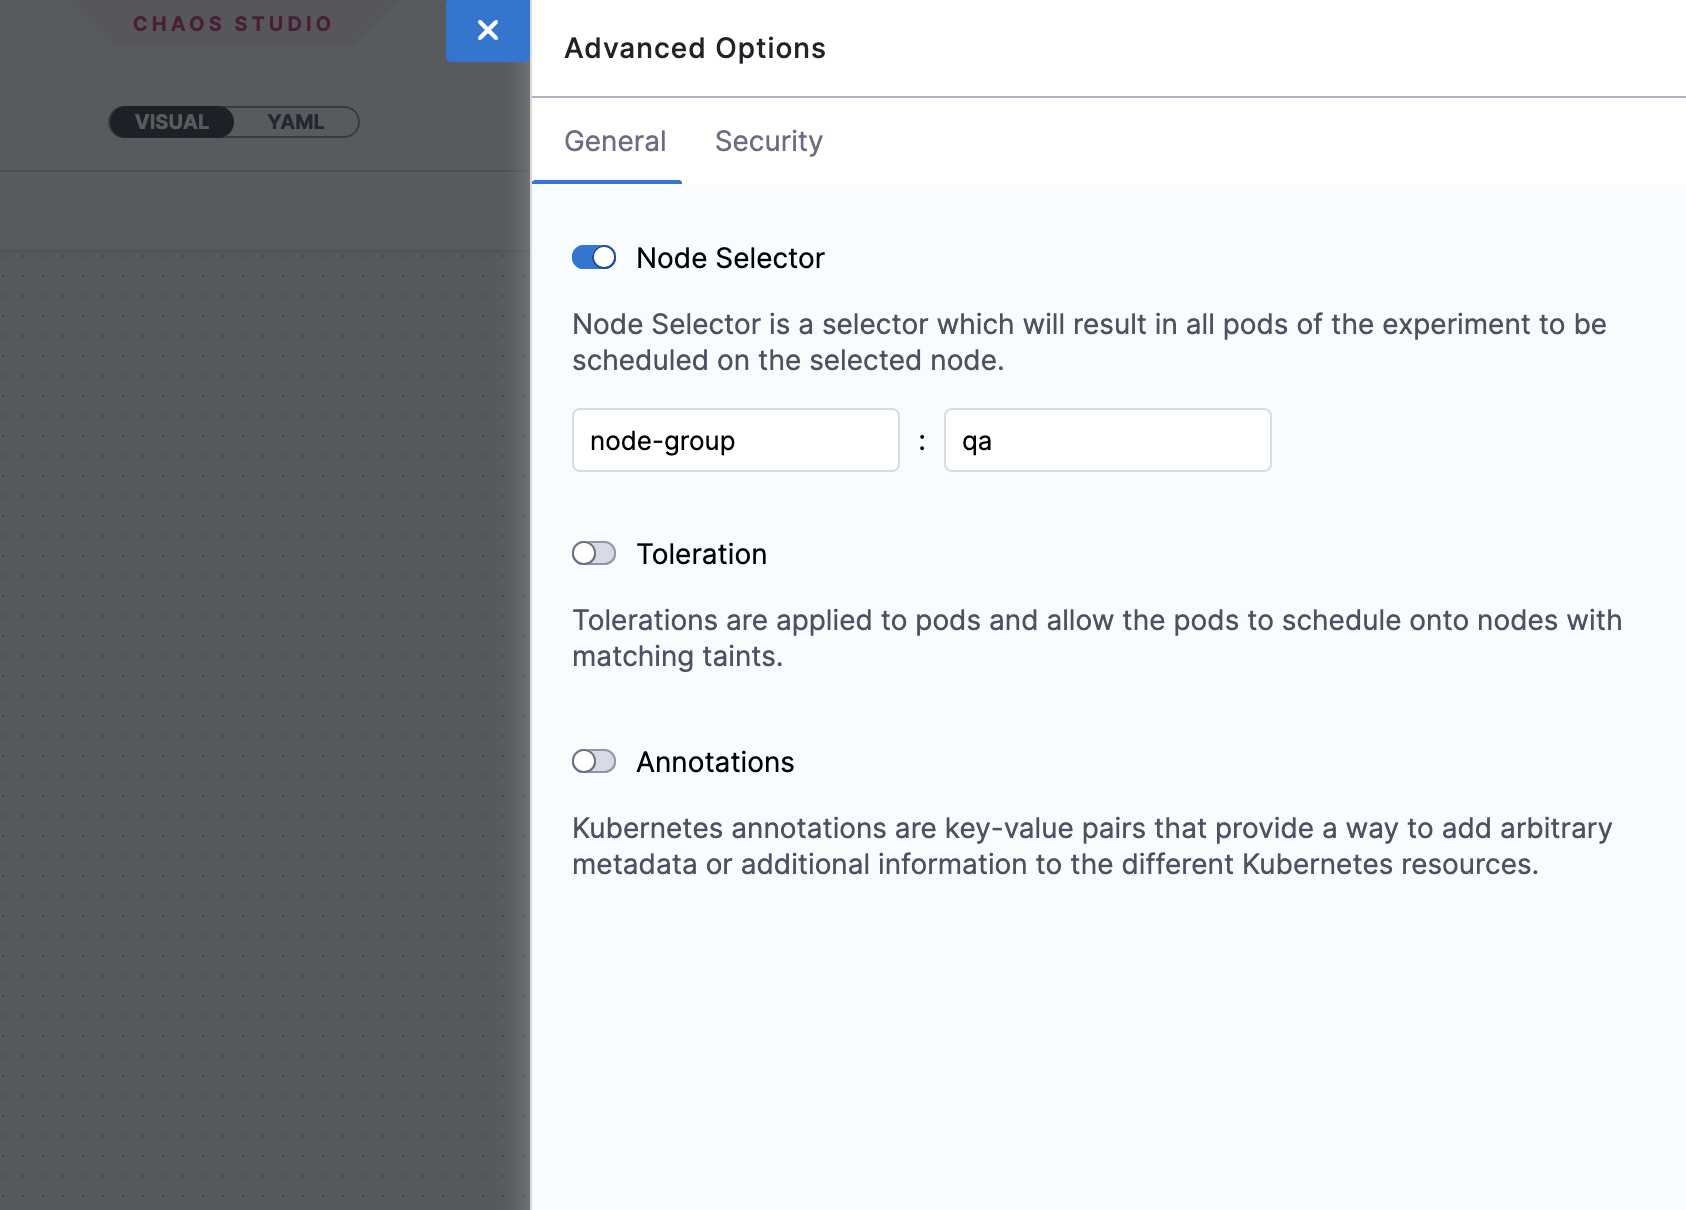 CHAOS STUDIO
VISUAL
YAML
Advanced Options
General
Security
Node Selector
Node Selector is a selector which will result in all pods of the experiment to be
scheduled on the selected node.
node-group : qa
Toleration
Tolerations are applied to pods and allow the pods to schedule onto nodes with
matching taints.
Annotations
Kubernetes annotations are key-value pairs that provide a way to add arbitrary
metadata or additional information to the different Kubernetes resources.